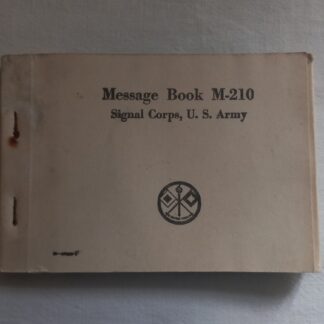 Message Book M-210
Signal Corps, U. S. Army